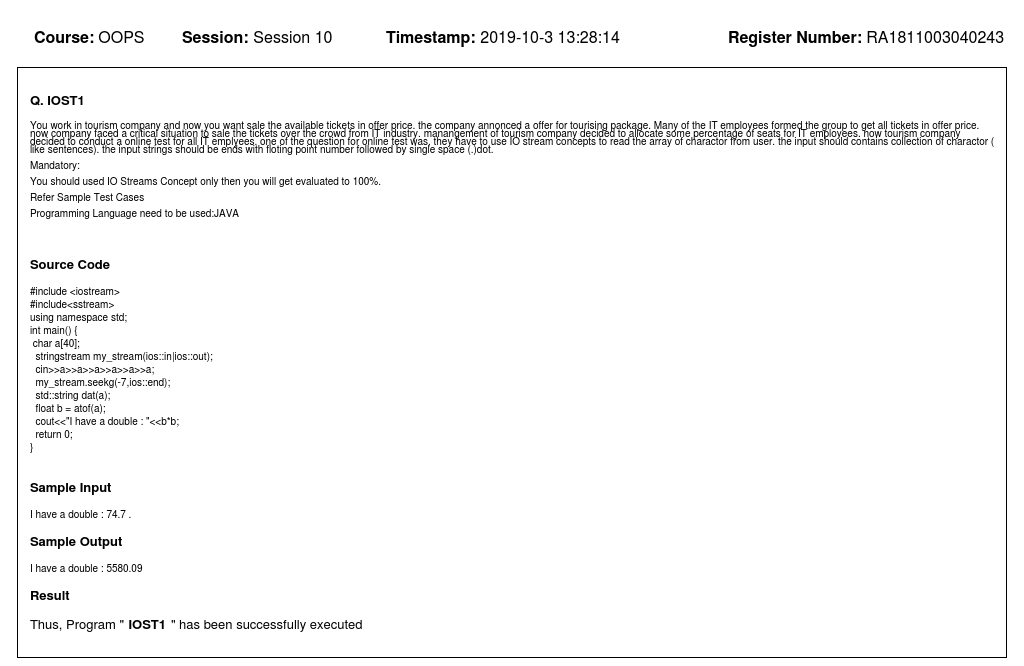 Course: OOPS Session: Session 10 Timestamp: 2019-10-3 13:28:14 Register Number: RA1811003040243
Q. IOST1
You work in tourism company and now you want sale the available tickets in offer price. the company annonced a offer for tourising package. Many of the IT employees formed the group to get all tickets in offer price.
now company faced a critical situation to sale the tickets over the crowd from IT industry. manangement of tourism company decided to allocate some percentage of seats for IT employees. now tourism company
decided to conduct a online test for all IT emplyees. one of the question for online test was, they have to use IO stream concepts to read the array of charactor from user. the input should contains collection of charactor (
like sentences). the input strings should be ends with floting point number followed by single space (.)dot.
Mandatory:
You should used IO Streams Concept only then you will get evaluated to 100%.
Refer Sample Test Cases
Programming Language need to be used:JAVA
Source Code
#include <iostream>
#include<sstream>
using namespace std;
int main() {
char a[40];
stringstream my_stream(ios::in|ios::out);
cin>>a>>a>>a>>a>>a>>a;
my_stream.seekg(-7,ios::end);
std::string dat(a);
float b = atof(a);
cout<<"I have a double : "<<b*b;
return 0;
}
Sample Input
I have a double : 74.7 .
Sample Output
I have a double : 5580.09
Result
Thus, Program " IOST1 " has been successfully executed